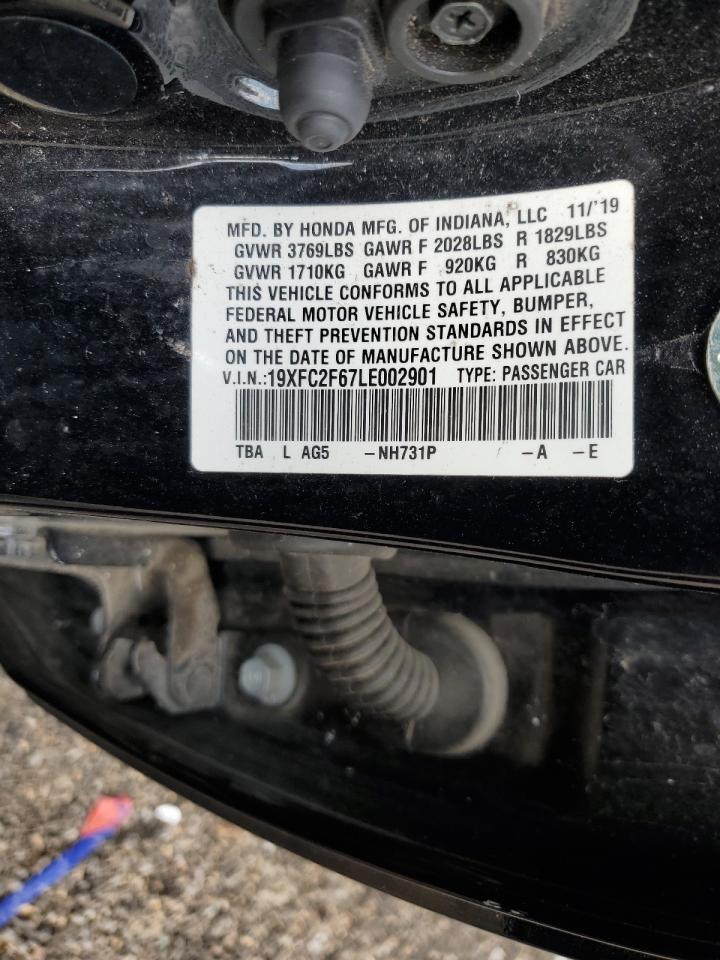 MFD. BY HONDA MFG. OF INDIANA, LLC 11/'19
GVWR 3769LBS GAWR F 2028LBS R 1829LBS
GVWR 1710KG GAWR F 920KG R 830KG
THIS VEHICLE CONFORMS TO ALL APPLICABLE
FEDERAL MOTOR VEHICLE SAFETY, BUMPER,
AND THEFT PREVENTION STANDARDS IN EFFECT
ON THE DATE OF MANUFACTURE SHOWN ABOVE.
V.I.N.:19XFC2F67LE002901 TYPE: PASSENGER CAR
TBA L AG5 -NH731P -A -E